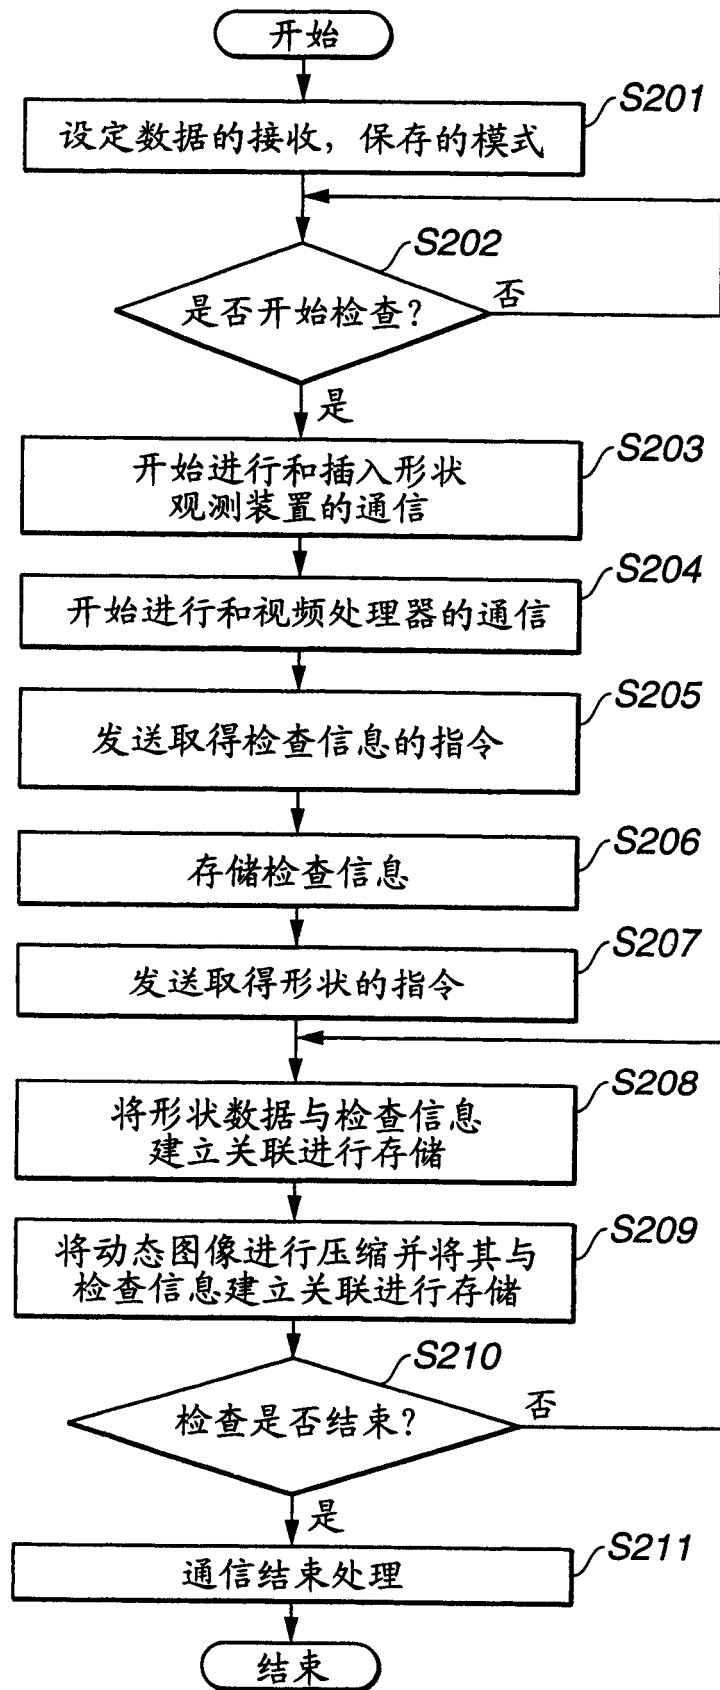 开始
S201
设定数据的接收，保存的模式
S202
是否开始检查？
否
是
S203
开始进行和插入形状
观测装置的通信
S204
开始进行和视频处理器的通信
S205
发送取得检查信息的指令
S206
存储检查信息
S207
发送取得形状的指令
S208
将形状数据与检查信息
建立关联进行存储
S209
将动态图像进行压缩并将其与
检查信息建立关联进行存储
S210
检查是否结束？
否
是
S211
通信结束处理
结束